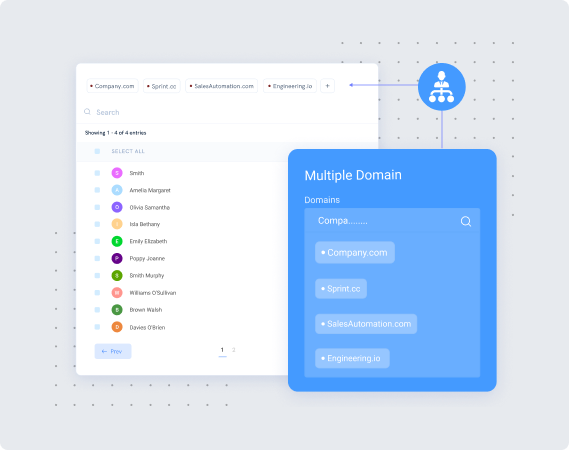 Company.com Sprint.cc SalesAutomation.com Engineering.io +
Search
Showing 1 - 4 of 4 entries
SELECT ALL
S Smith
A Amelia Margaret
O Olivia Samantha
I Isla Bethany
E Emily Elizabeth
P Poppy Joanne
S Smith Murphy
W Williams O'Sullivan
B Brown Walsh
D Davies O'Brien
← Prev 1 2
Multiple Domain
Domains
Compa........
Company.com
Sprint.cc
SalesAutomation.com
Engineering.io